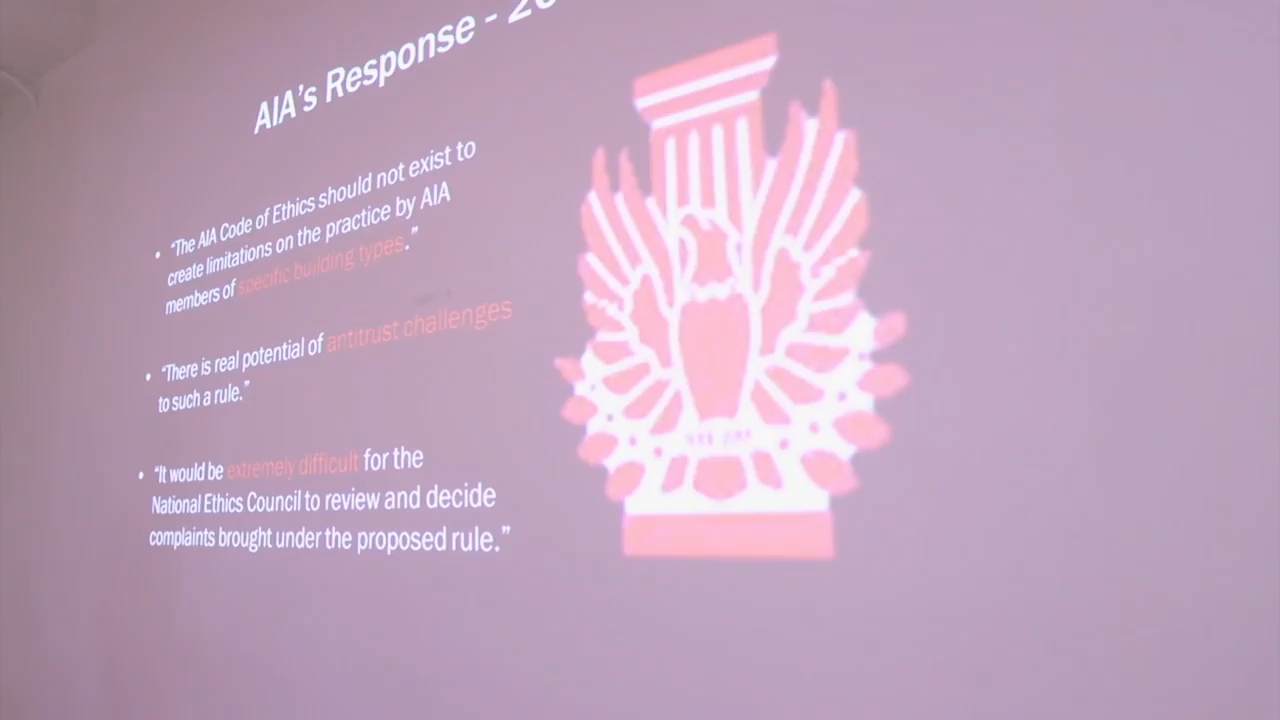 AIA's Response - 20
• “The AIA Code of Ethics should not exist to
create limitations on the practice by AIA
members of specific building types.”
• “There is real potential of antitrust challenges
to such a rule.”
• “It would be extremely difficult for the
National Ethics Council to review and decide
complaints brought under the proposed rule.”